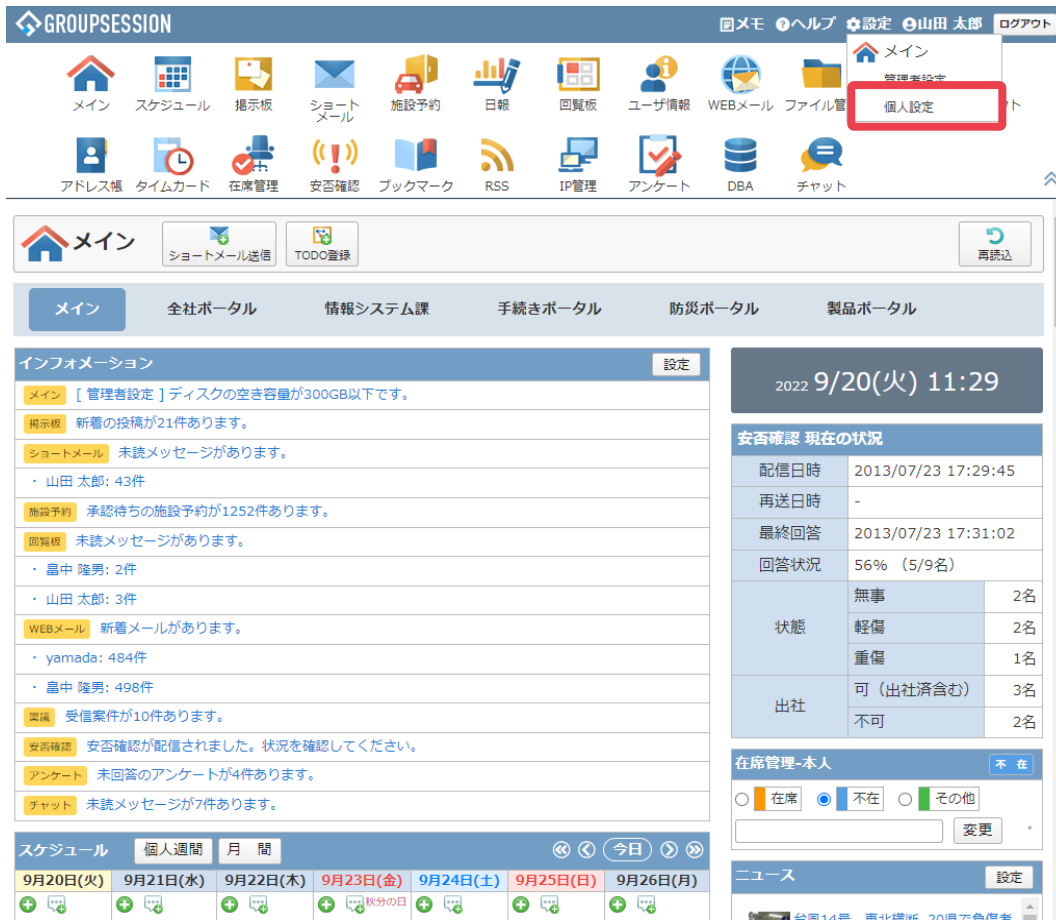 GROUPSESSION
メモ ヘルプ 設定 山田 太郎 ログアウト
メイン
管理者設定
個人設定
メイン スケジュール 掲示板 ショートメール 施設予約 日報 回覧板 ユーザ情報 WEBメール ファイル管 ト
アドレス帳 タイムカード 在席管理 安否確認 ブックマーク RSS IP管理 アンケート DBA チャット
メイン ショートメール送信 TODO登録 再読込
メイン 全社ポータル 情報システム課 手続きポータル 防災ポータル 製品ポータル
インフォメーション 設定
メイン [ 管理者設定 ] ディスクの空き容量が300GB以下です。
掲示板 新着の投稿が21件あります。
ショートメール 未読メッセージがあります。
・ 山田 太郎: 43件
施設予約 承認待ちの施設予約が1252件あります。
回覧板 未読メッセージがあります。
・ 畠中 隆男: 2件
・ 山田 太郎: 3件
WEBメール 新着メールがあります。
・ yamada: 484件
・ 畠中 隆男: 498件
稟議 受信案件が10件あります。
安否確認 安否確認が配信されました。状況を確認してください。
アンケート 未回答のアンケートが4件あります。
チャット 未読メッセージが7件あります。
スケジュール 個人週間 月 間 今日
9月20日(火) 9月21日(水) 9月22日(木) 9月23日(金) 9月24日(土) 9月25日(日) 9月26日(月)
秋分の日
2022 9/20(火) 11:29
安否確認 現在の状況
配信日時 2013/07/23 17:29:45
再送日時 -
最終回答 2013/07/23 17:31:02
回答状況 56% (5/9名)
状態 無事 2名
軽傷 2名
重傷 1名
出社 可（出社済含む） 3名
不可 2名
在席管理-本人 不 在
在席 不在 その他
変更
ニュース 設定
台風14号 東北横断 20県で負傷者